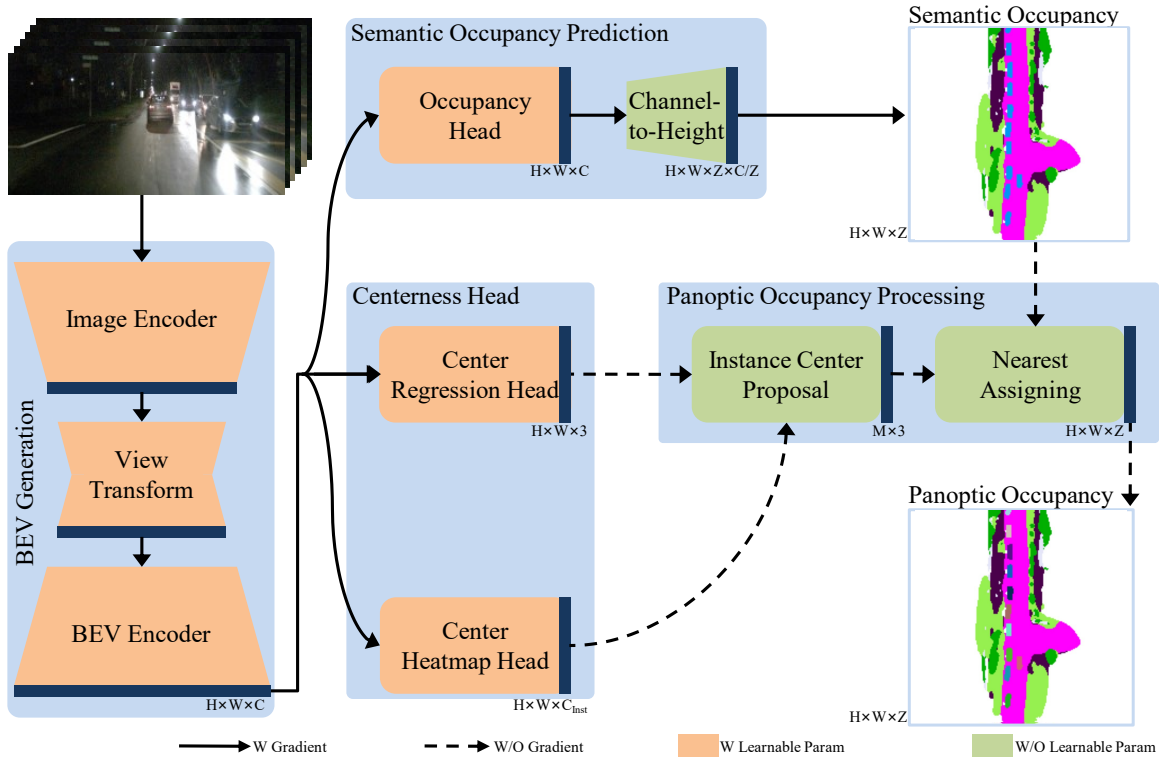 Semantic Occupancy Prediction
Occupancy
Head
H×W×C
Channel-
to-Height
H×W×Z×C/Z
Semantic Occupancy
H×W×Z
BEV Generation
Image Encoder
View
Transform
BEV Encoder
H×W×C
Centerness Head
Center
Regression Head
H×W×3
Center
Heatmap Head
H×W×C_Inst
Panoptic Occupancy Processing
Instance Center
Proposal
M×3
Nearest
Assigning
H×W×Z
Panoptic Occupancy
H×W×Z
W Gradient
W/O Gradient
W Learnable Param
W/O Learnable Param